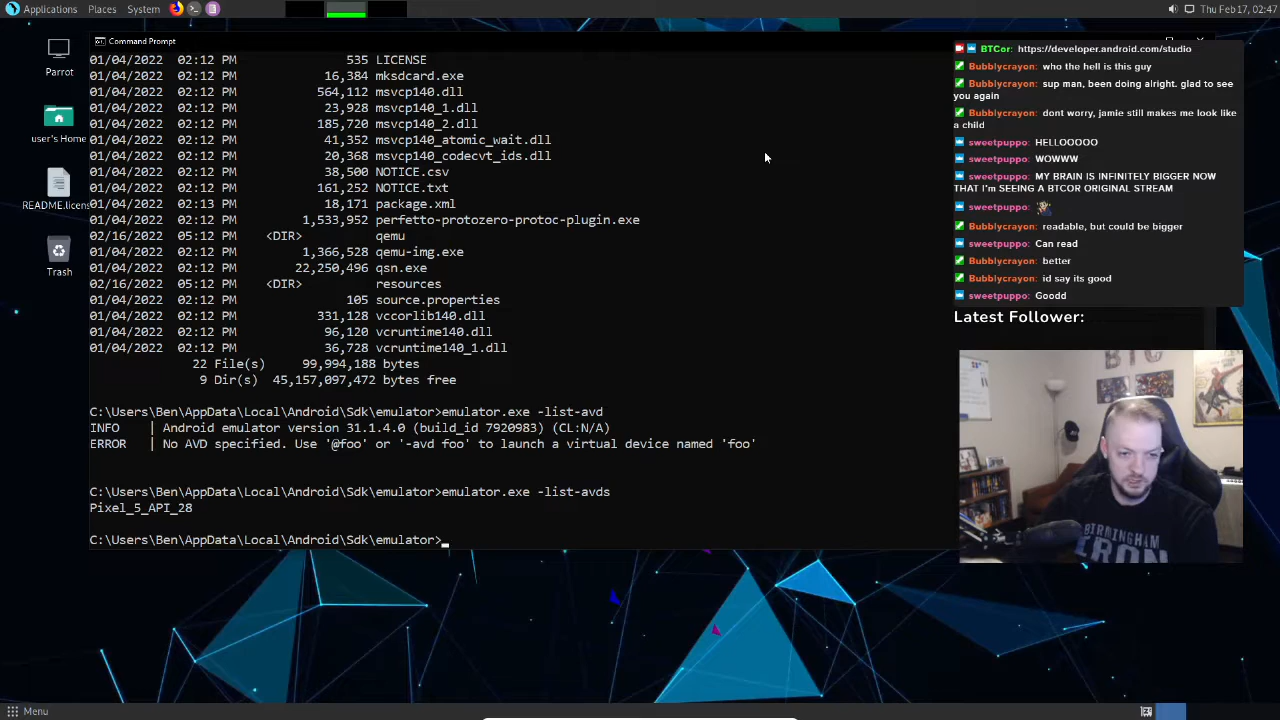 Applications Places System
Thu Feb 17, 02:47
Parrot
user's Home
README.licens
Trash
Command Prompt
01/04/2022 02:12 PM 535 LICENSE
01/04/2022 02:12 PM 16,384 mksdcard.exe
01/04/2022 02:12 PM 564,112 msvcp140.dll
01/04/2022 02:12 PM 23,928 msvcp140_1.dll
01/04/2022 02:12 PM 185,720 msvcp140_2.dll
01/04/2022 02:12 PM 41,352 msvcp140_atomic_wait.dll
01/04/2022 02:12 PM 20,368 msvcp140_codecvt_ids.dll
01/04/2022 02:12 PM 38,500 NOTICE.csv
01/04/2022 02:12 PM 161,252 NOTICE.txt
01/04/2022 02:13 PM 18,171 package.xml
01/04/2022 02:12 PM 1,533,952 perfetto-protozero-protoc-plugin.exe
02/16/2022 05:12 PM <DIR> qemu
01/04/2022 02:12 PM 1,366,528 qemu-img.exe
01/04/2022 02:12 PM 22,250,496 qsn.exe
02/16/2022 05:12 PM <DIR> resources
01/04/2022 02:12 PM 105 source.properties
01/04/2022 02:12 PM 331,128 vccorlib140.dll
01/04/2022 02:12 PM 96,120 vcruntime140.dll
01/04/2022 02:12 PM 36,728 vcruntime140_1.dll
22 File(s) 99,994,188 bytes
9 Dir(s) 45,157,097,472 bytes free
C:\Users\Ben\AppData\Local\Android\Sdk\emulator>emulator.exe -list-avd
INFO | Android emulator version 31.1.4.0 (build_id 7920983) (CL:N/A)
ERROR | No AVD specified. Use '@foo' or '-avd foo' to launch a virtual device named 'foo'
C:\Users\Ben\AppData\Local\Android\Sdk\emulator>emulator.exe -list-avds
Pixel_5_API_28
C:\Users\Ben\AppData\Local\Android\Sdk\emulator>
BTCor: https://developer.android.com/studio
Bubblycrayon: who the hell is this guy
Bubblycrayon: sup man, been doing alright. glad to see
you again
Bubblycrayon: dont worry, jamie still makes me look like
a child
sweetpuppo: HELLOOOOO
sweetpuppo: WOWWW
sweetpuppo: MY BRAIN IS INFINITELY BIGGER NOW
THAT I'm SEEING A BTCOR ORIGINAL STREAM
sweetpuppo:
Bubblycrayon: readable, but could be bigger
sweetpuppo: Can read
Bubblycrayon: better
Bubblycrayon: id say its good
sweetpuppo: Goodd
Latest Follower:
BTC
BIRMINGHAM
IRON
Menu